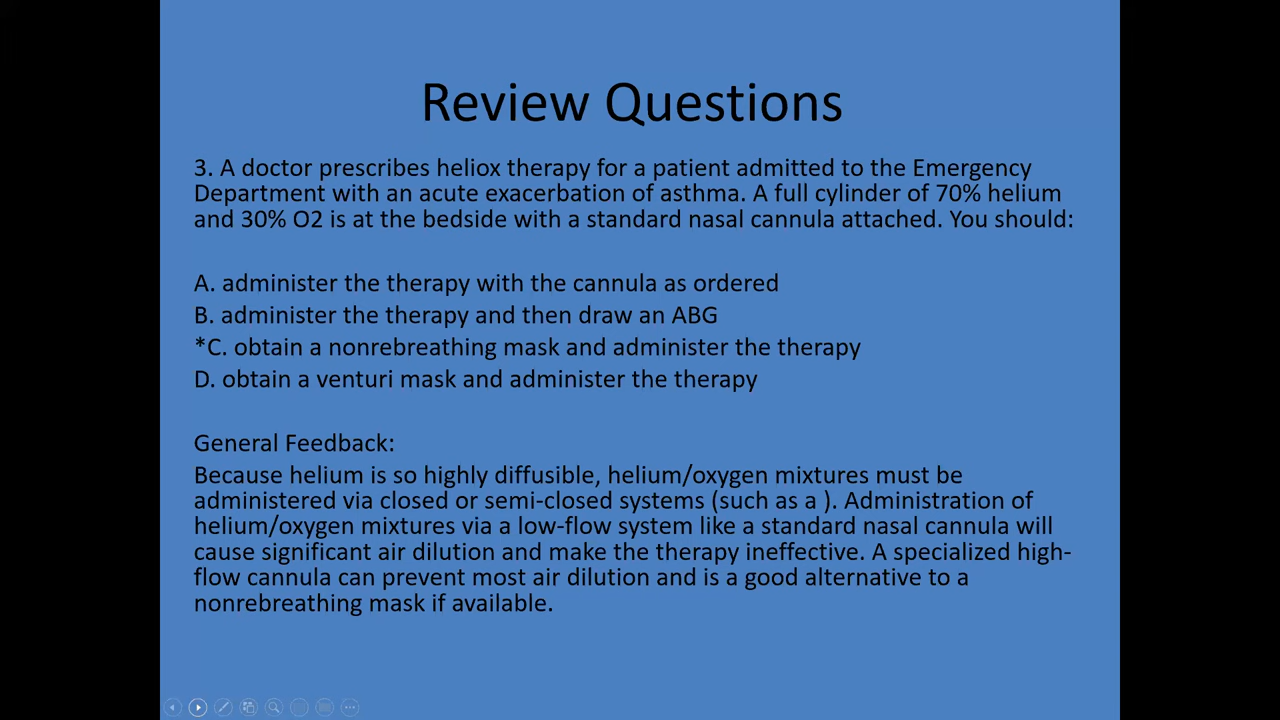 Review Questions
3. A doctor prescribes heliox therapy for a patient admitted to the Emergency
Department with an acute exacerbation of asthma. A full cylinder of 70% helium
and 30% O2 is at the bedside with a standard nasal cannula attached. You should:
A. administer the therapy with the cannula as ordered
B. administer the therapy and then draw an ABG
*C. obtain a nonrebreathing mask and administer the therapy
D. obtain a venturi mask and administer the therapy
General Feedback:
Because helium is so highly diffusible, helium/oxygen mixtures must be
administered via closed or semi-closed systems (such as a ). Administration of
helium/oxygen mixtures via a low-flow system like a standard nasal cannula will
cause significant air dilution and make the therapy ineffective. A specialized high-
flow cannula can prevent most air dilution and is a good alternative to a
nonrebreathing mask if available.